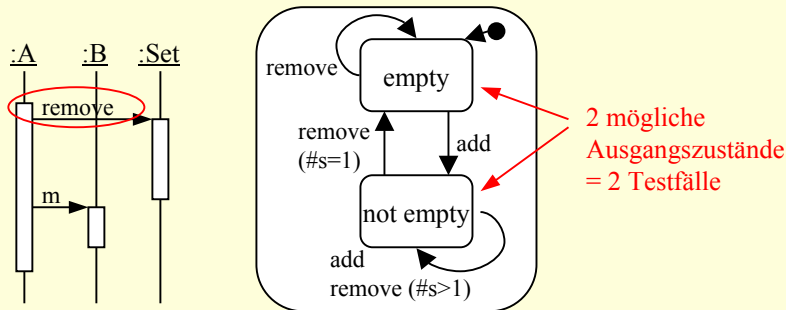 :A
:B
:Set
remove
m
remove
empty
remove
(#s=1)
add
not empty
add
remove (#s>1)
2 mögliche
Ausgangszustände
= 2 Testfälle